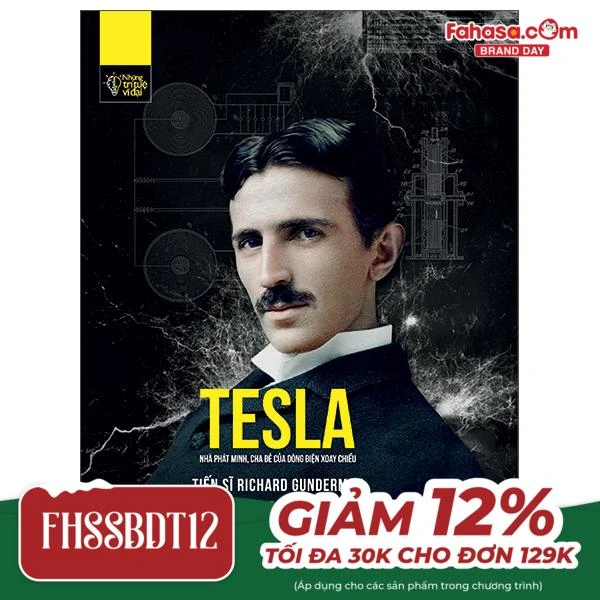 Fahasa.com
BRAND DAY
Những
trí tuệ
vĩ đại
TESLA
NHÀ PHÁT MINH, CHA ĐẺ CỦA DÒNG ĐIỆN XOAY CHIỀU
TIẾN SĨ RICHARD GUNDERM
FHSSBDT12
GIẢM 12%
TỐI ĐA 30K CHO ĐƠN 129K
(Áp dụng cho các sản phẩm trong chương trình)